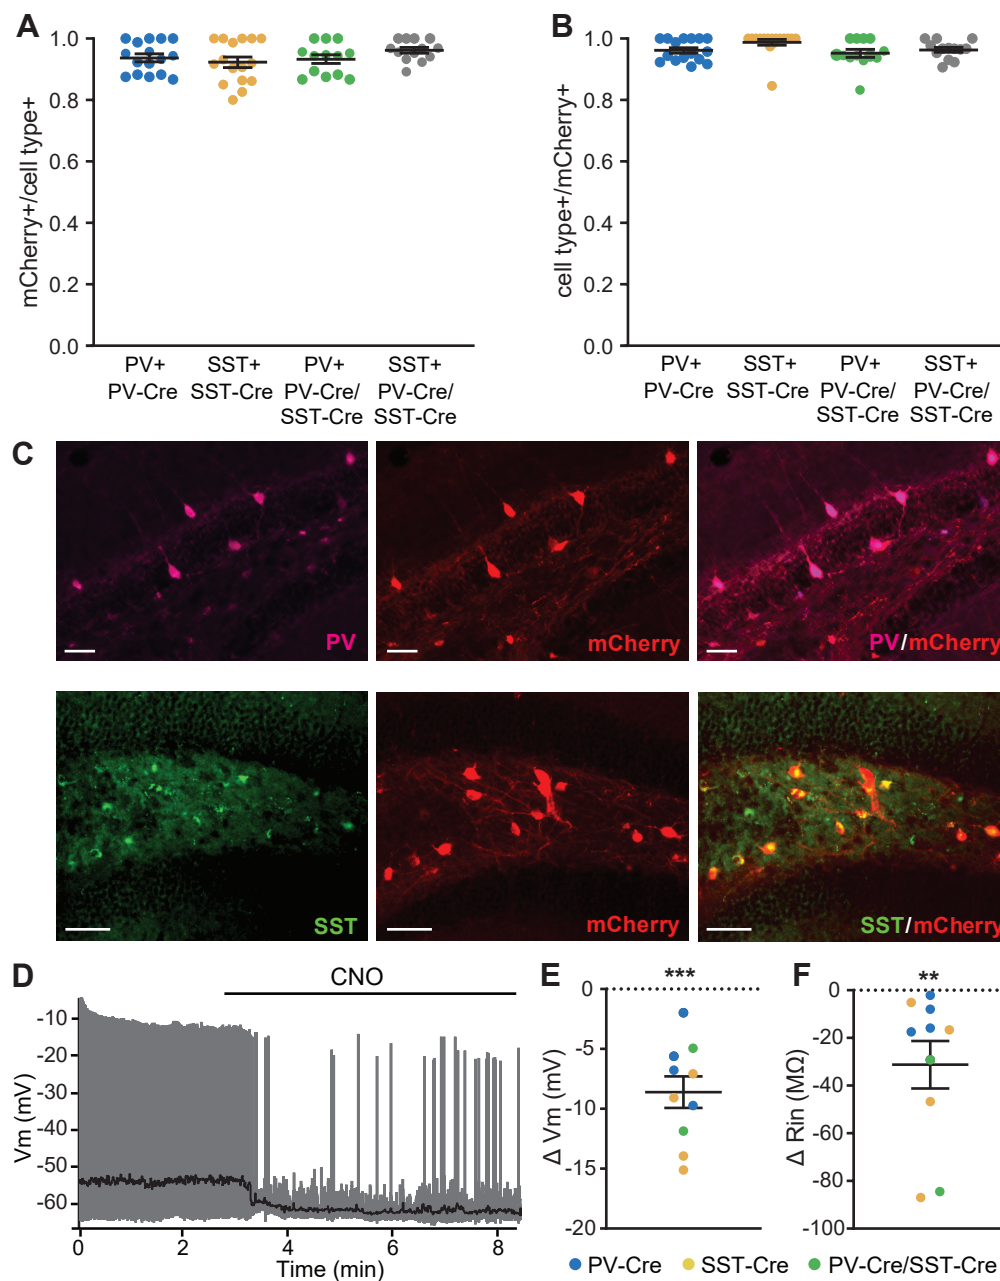 A
1.0
0.8
0.6
0.4
0.2
0.0
mCherry+/cell type+
PV+
PV-Cre
SST+
SST-Cre
PV+
PV-Cre/
SST-Cre
SST+
PV-Cre/
SST-Cre
B
1.0
0.8
0.6
0.4
0.2
0.0
cell type+/mCherry+
PV+
PV-Cre
SST+
SST-Cre
PV+
PV-Cre/
SST-Cre
SST+
PV-Cre/
SST-Cre
C
PV
mCherry
PV/mCherry
SST
mCherry
SST/mCherry
D
CNO
-10
-20
-30
-40
-50
-60
Vm (mV)
0
2
4
6
8
Time (min)
E
***
0
-5
-10
-15
-20
Δ Vm (mV)
F
**
0
-20
-40
-60
-80
-100
Δ Rin (MΩ)
PV-Cre
SST-Cre
PV-Cre/SST-Cre